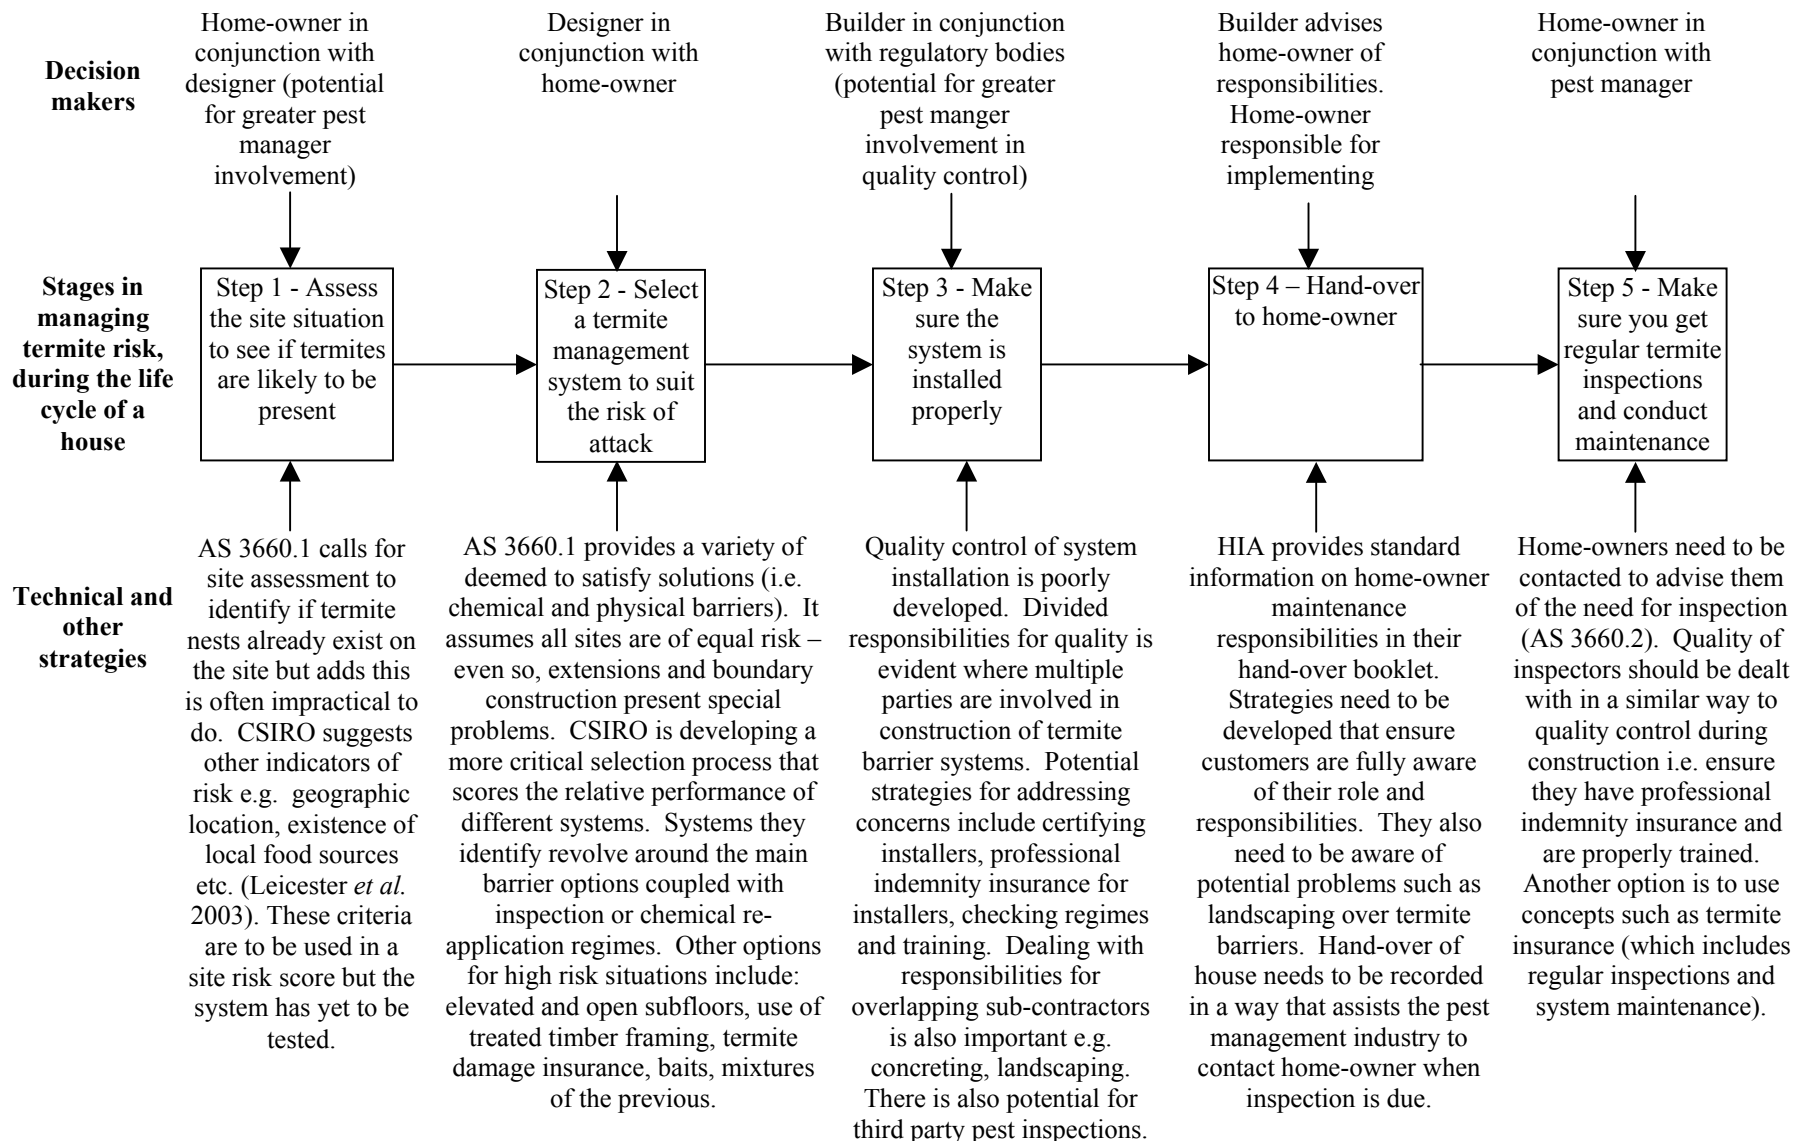 Decision
makers
Home-owner in
conjunction with
designer (potential
for greater pest
manager
involvement)
Designer in
conjunction with
home-owner
Builder in conjunction
with regulatory bodies
(potential for greater
pest manger
involvement in
quality control)
Builder advises
home-owner of
responsibilities.
Home-owner
responsible for
implementing
Home-owner in
conjunction with
pest manager
Stages in
managing
termite risk,
during the life
cycle of a
house
Step 1 - Assess
the site situation
to see if termites
are likely to be
present
Step 2 - Select
a termite
management
system to suit
the risk of
attack
Step 3 - Make
sure the
system is
installed
properly
Step 4 – Hand-over
to home-owner
Step 5 - Make
sure you get
regular termite
inspections
and conduct
maintenance
Technical and
other
strategies
AS 3660.1 calls for
site assessment to
identify if termite
nests already exist on
the site but adds this
is often impractical to
do. CSIRO suggests
other indicators of
risk e.g. geographic
location, existence of
local food sources
etc. (Leicester et al.
2003). These criteria
are to be used in a
site risk score but the
system has yet to be
tested.
AS 3660.1 provides a variety of
deemed to satisfy solutions (i.e.
chemical and physical barriers). It
assumes all sites are of equal risk –
even so, extensions and boundary
construction present special
problems. CSIRO is developing a
more critical selection process that
scores the relative performance of
different systems. Systems they
identify revolve around the main
barrier options coupled with
inspection or chemical re-
application regimes. Other options
for high risk situations include:
elevated and open subfloors, use of
treated timber framing, termite
damage insurance, baits, mixtures
of the previous.
Quality control of system
installation is poorly
developed. Divided
responsibilities for quality is
evident where multiple
parties are involved in
construction of termite
barrier systems. Potential
strategies for addressing
concerns include certifying
installers, professional
indemnity insurance for
installers, checking regimes
and training. Dealing with
responsibilities for
overlapping sub-contractors
is also important e.g.
concreting, landscaping.
There is also potential for
third party pest inspections.
HIA provides standard
information on home-owner
maintenance
responsibilities in their
hand-over booklet.
Strategies need to be
developed that ensure
customers are fully aware
of their role and
responsibilities. They also
need to be aware of
potential problems such as
landscaping over termite
barriers. Hand-over of
house needs to be recorded
in a way that assists the pest
management industry to
contact home-owner when
inspection is due.
Home-owners need to be
contacted to advise them
of the need for inspection
(AS 3660.2). Quality of
inspectors should be dealt
with in a similar way to
quality control during
construction i.e. ensure
they have professional
indemnity insurance and
are properly trained.
Another option is to use
concepts such as termite
insurance (which includes
regular inspections and
system maintenance).